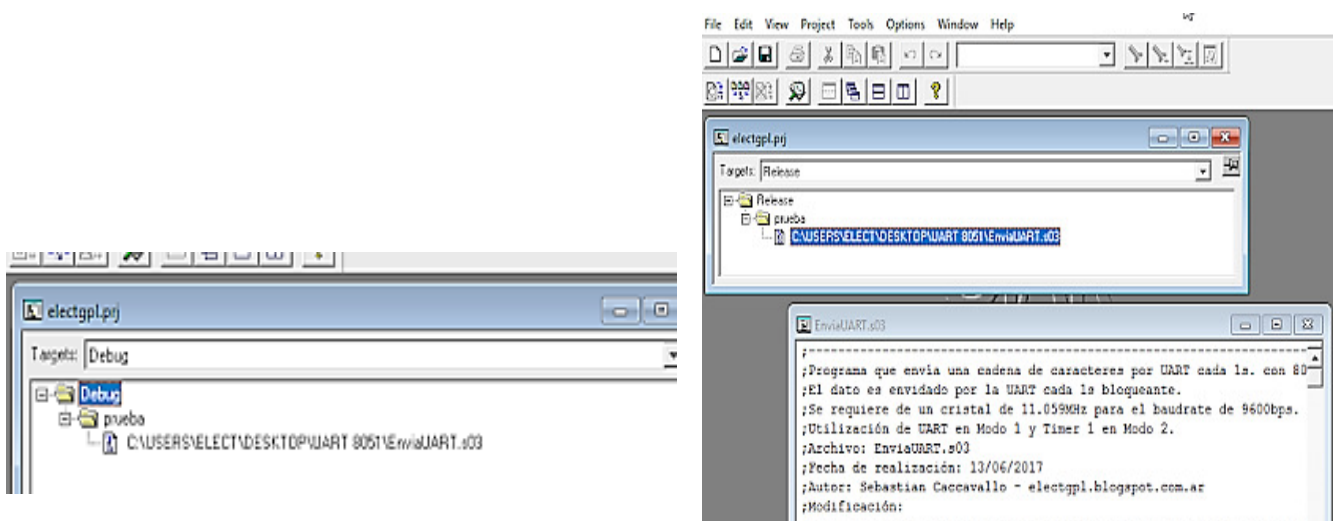 electgpl.prj
Targets: Debug
Debug
prueba
C:\USERS\ELECT\DESKTOP\UART 8051\EnviaUART.s03
File Edit View Project Tools Options Window Help
electgpl.prj
Targets: Release
Release
prueba
C:\USERS\ELECT\DESKTOP\UART 8051\EnviaUART.s03
EnviaUART.s03
;------------------------------------------------------------------
;Programa que envia una cadena de caracteres por UART cada 1s. con 80
;El dato es envidado por la UART cada 1s bloqueante.
;Se requiere de un cristal de 11.059MHz para el baudrate de 9600bps.
;Utilización de UART en Modo 1 y Timer 1 en Modo 2.
;Archivo: EnviaUART.s03
;Fecha de realización: 13/06/2017
;Autor: Sebastian Caccavallo - electgpl.blogspot.com.ar
;Modificación: